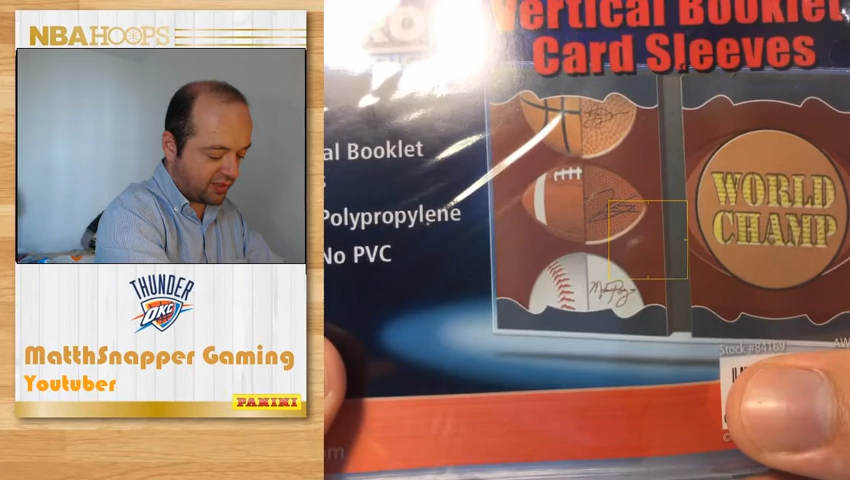 NBA HOOPS
THUNDER
OKC
MatthSnapper Gaming
Youtuber
PANINI
Vertical Booklet
Card Sleeves
al Booklet
Polypropylene
No PVC
WORLD
CHAMP
Stock #84169